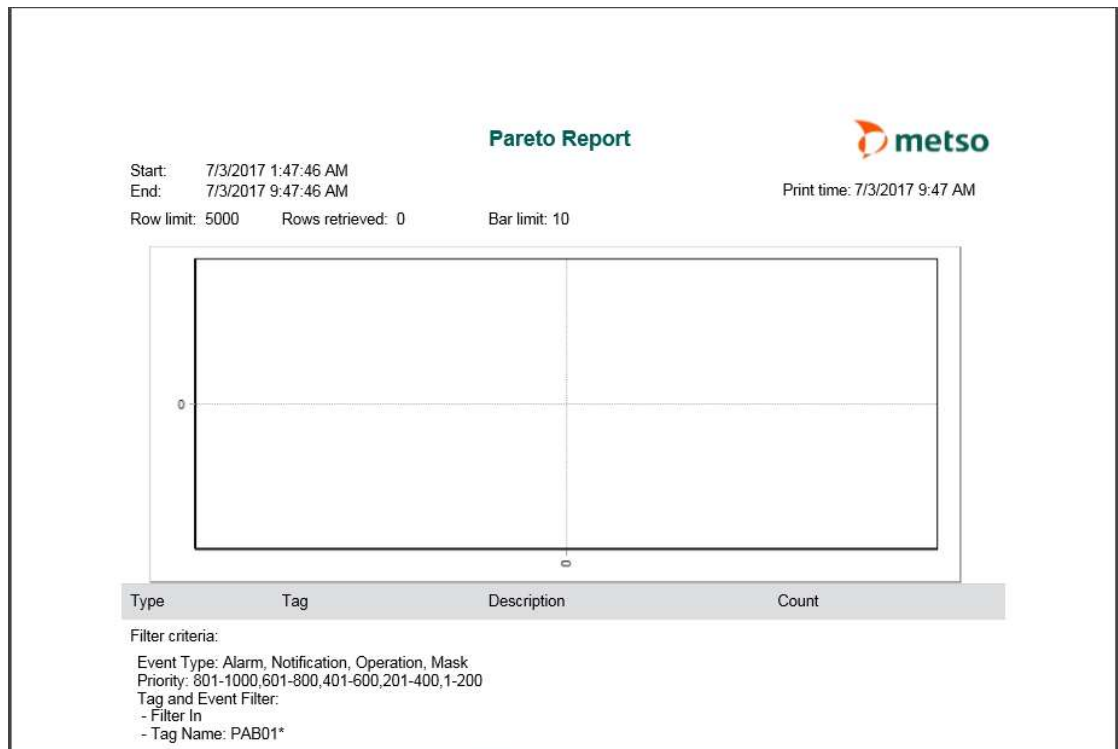 Pareto Report
metso
Start: 7/3/2017 1:47:46 AM
End: 7/3/2017 9:47:46 AM
Print time: 7/3/2017 9:47 AM
Row limit: 5000 Rows retrieved: 0 Bar limit: 10
0
0
Type Tag Description Count
Filter criteria:
Event Type: Alarm, Notification, Operation, Mask
Priority: 801-1000,601-800,401-600,201-400,1-200
Tag and Event Filter:
- Filter In
- Tag Name: PAB01*